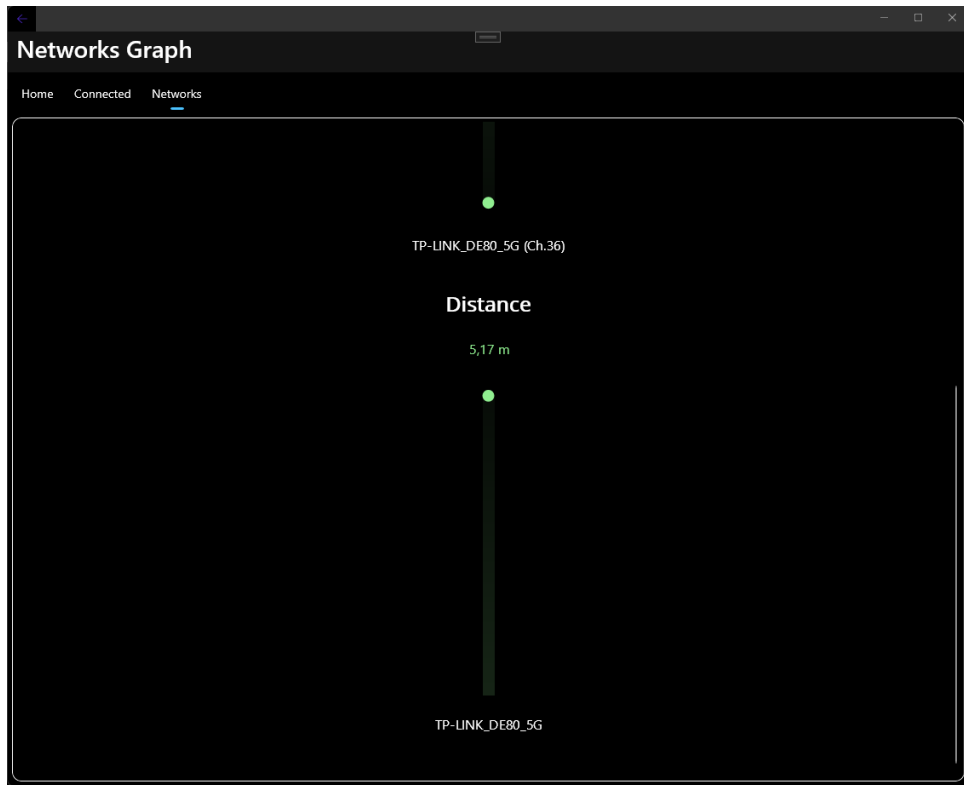 Networks Graph
Home Connected Networks
TP-LINK_DE80_5G (Ch.36)
Distance
5,17 m
TP-LINK_DE80_5G